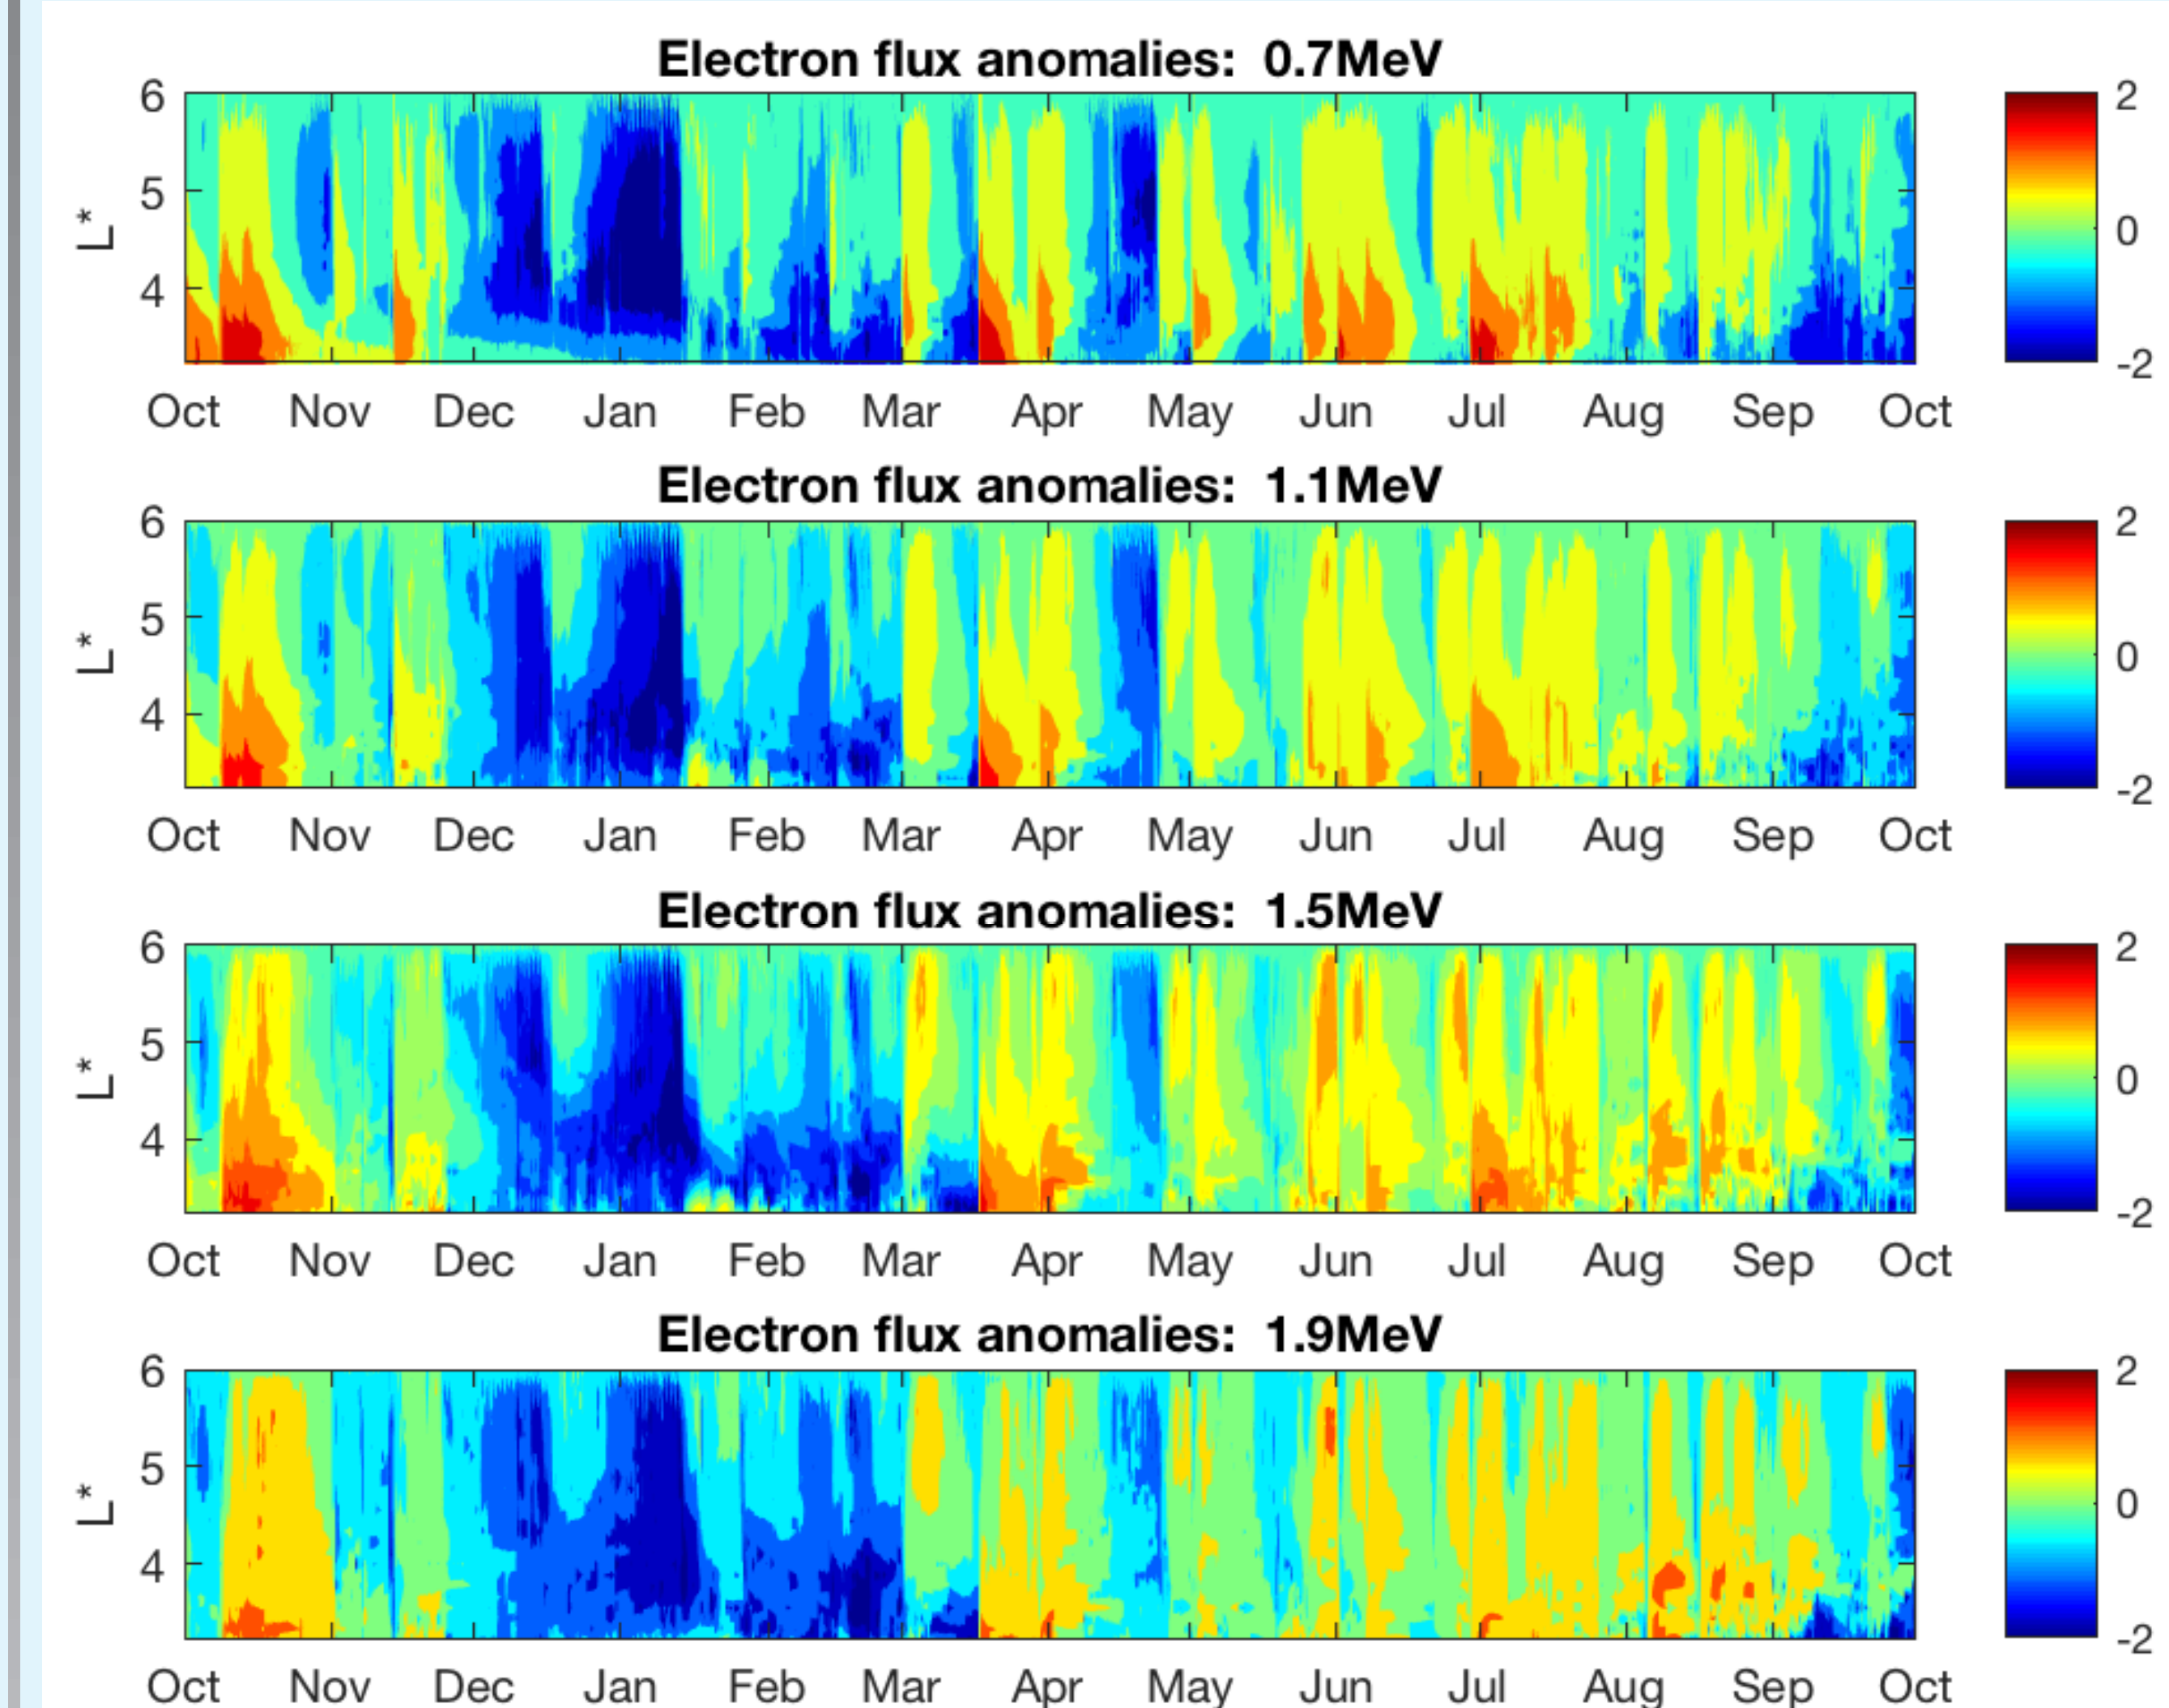 Electron flux anomalies: 0.7MeV
6
5
4
L*
Oct Nov Dec Jan Feb Mar Apr May Jun Jul Aug Sep Oct
2
0
-2
Electron flux anomalies: 1.1MeV
6
5
4
L*
Oct Nov Dec Jan Feb Mar Apr May Jun Jul Aug Sep Oct
2
0
-2
Electron flux anomalies: 1.5MeV
6
5
4
L*
Oct Nov Dec Jan Feb Mar Apr May Jun Jul Aug Sep Oct
2
0
-2
Electron flux anomalies: 1.9MeV
6
5
4
L*
Oct Nov Dec Jan Feb Mar Apr May Jun Jul Aug Sep Oct
2
0
-2